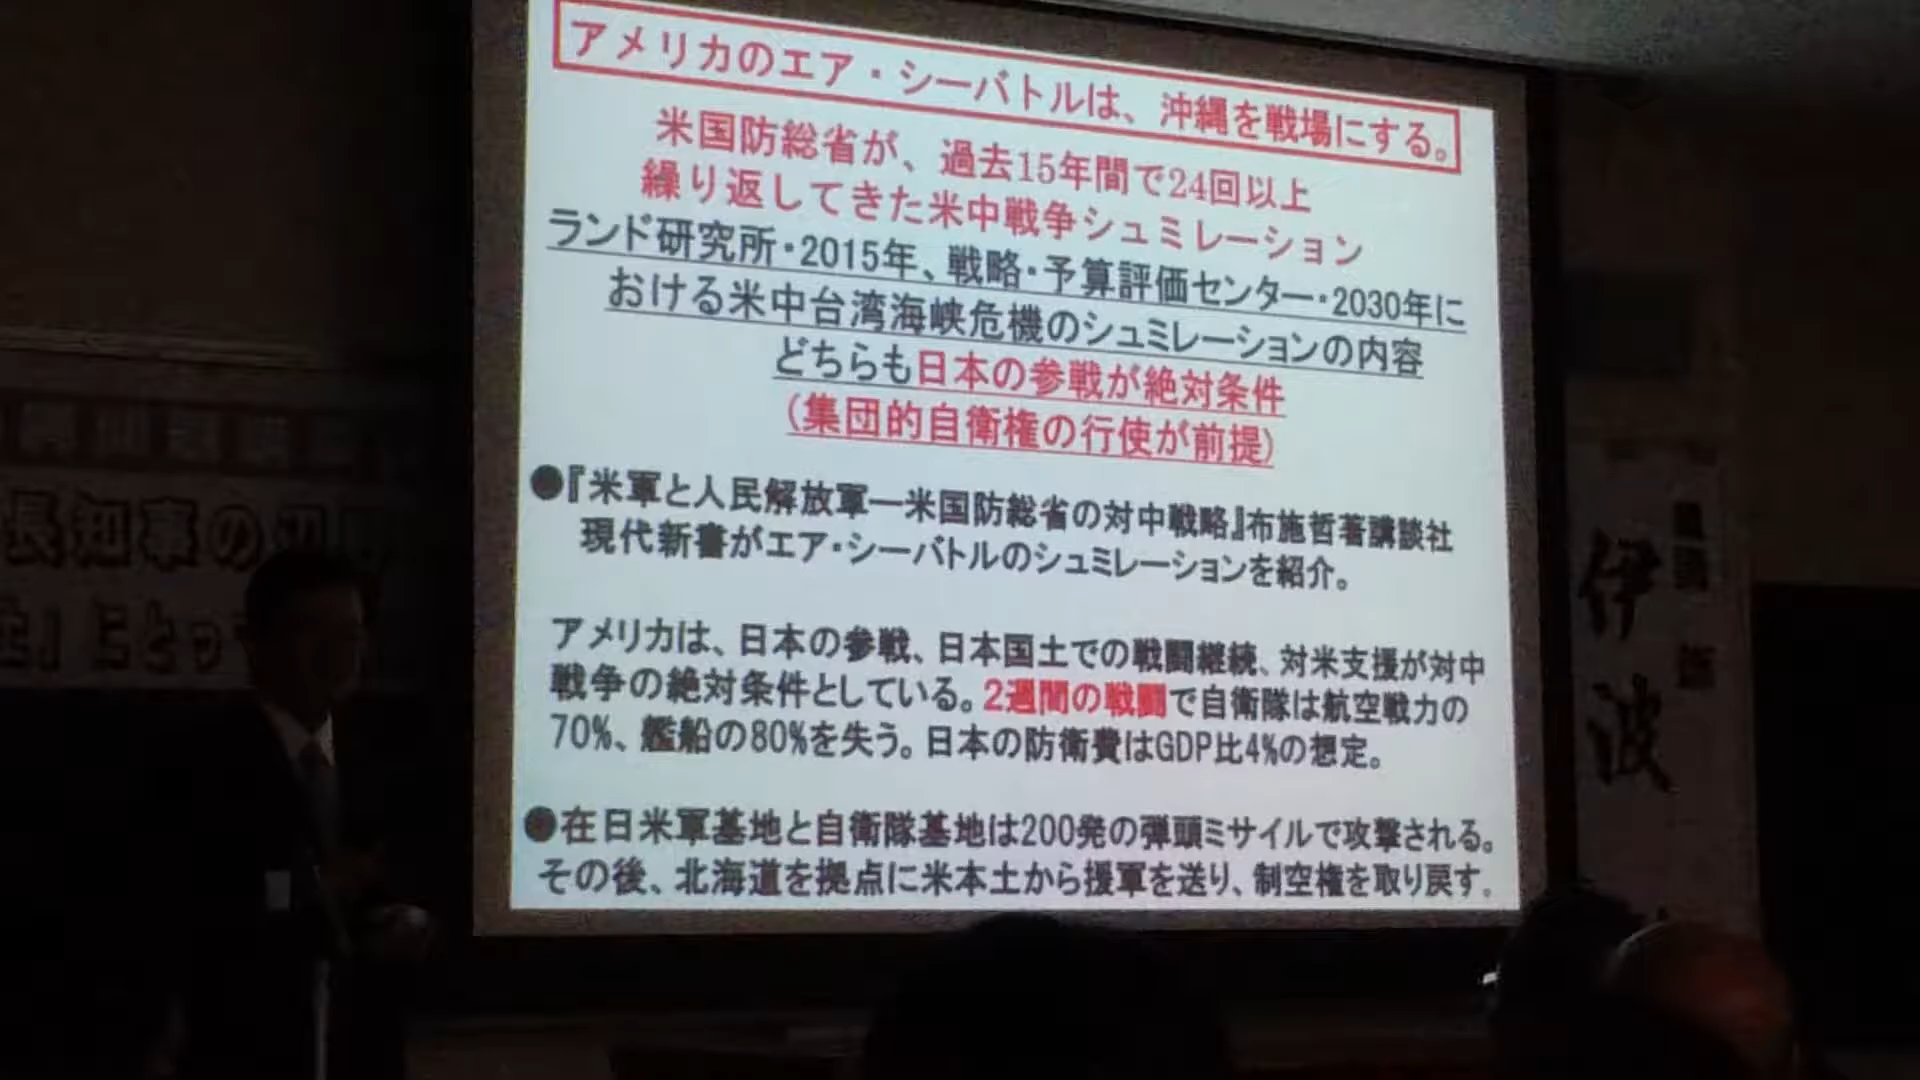 アメリカのエア・シーバトルは、沖縄を戦場にする。
米国防総省が、過去15年間で24回以上
繰り返してきた米中戦争シュミレーション
ランド研究所・2015年、戦略・予算評価センター・2030年に
おける米中台湾海峡危機のシュミレーションの内容
どちらも日本の参戦が絶対条件
(集団的自衛権の行使が前提)
●『米軍と人民解放軍―米国防総省の対中戦略』布施哲著講談社
現代新書がエア・シーバトルのシュミレーションを紹介。
アメリカは、日本の参戦、日本国土での戦闘継続、対米支援が対中
戦争の絶対条件としている。2週間の戦闘で自衛隊は航空戦力の
70%、艦船の80%を失う。日本の防衛費はGDP比4%の想定。
●在日米軍基地と自衛隊基地は200発の弾頭ミサイルで攻撃される。
その後、北海道を拠点に米本土から援軍を送り、制空権を取り戻す。
長知事の
にとっ
伊波